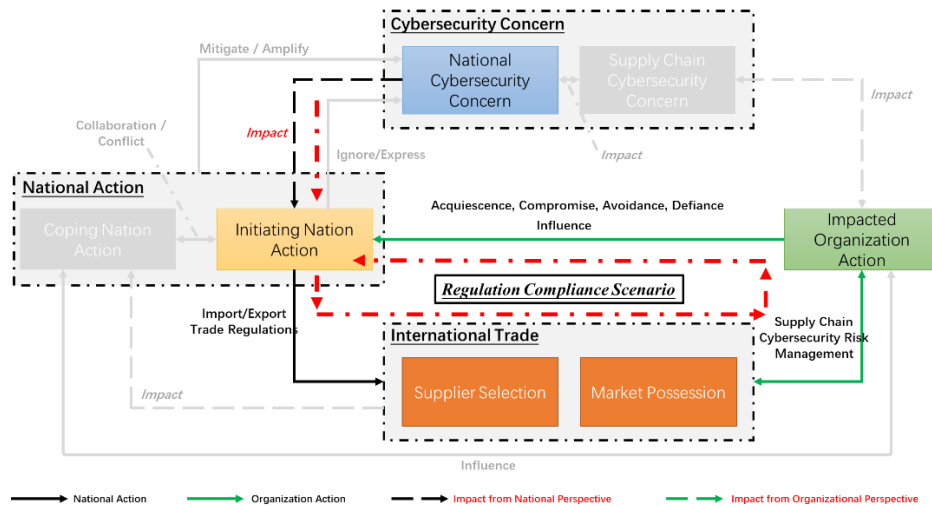 Cybersecurity Concern
Mitigate / Amplify
National
Cybersecurity
Concern
Supply Chain
Cybersecurity
Concern
Impact
Collaboration /
Conflict
Impact
Ignore/Express
Impact
National Action
Coping Nation
Action
Initiating Nation
Action
Acquiescence, Compromise, Avoidance, Defiance
Influence
Impacted
Organization
Action
Regulation Compliance Scenario
Import/Export
Trade Regulations
International Trade
Supply Chain
Cybersecurity Risk
Management
Supplier Selection
Market Possession
Impact
Influence
National Action
Organization Action
Impact from National Perspective
Impact from Organizational Perspective